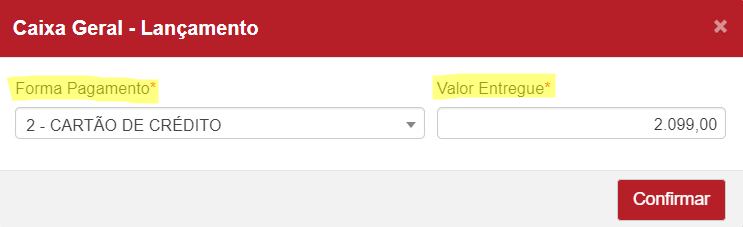 Caixa Geral - Lançamento ×
Forma Pagamento* Valor Entregue*
2 - CARTÃO DE CRÉDITO 2.099,00
Confirmar